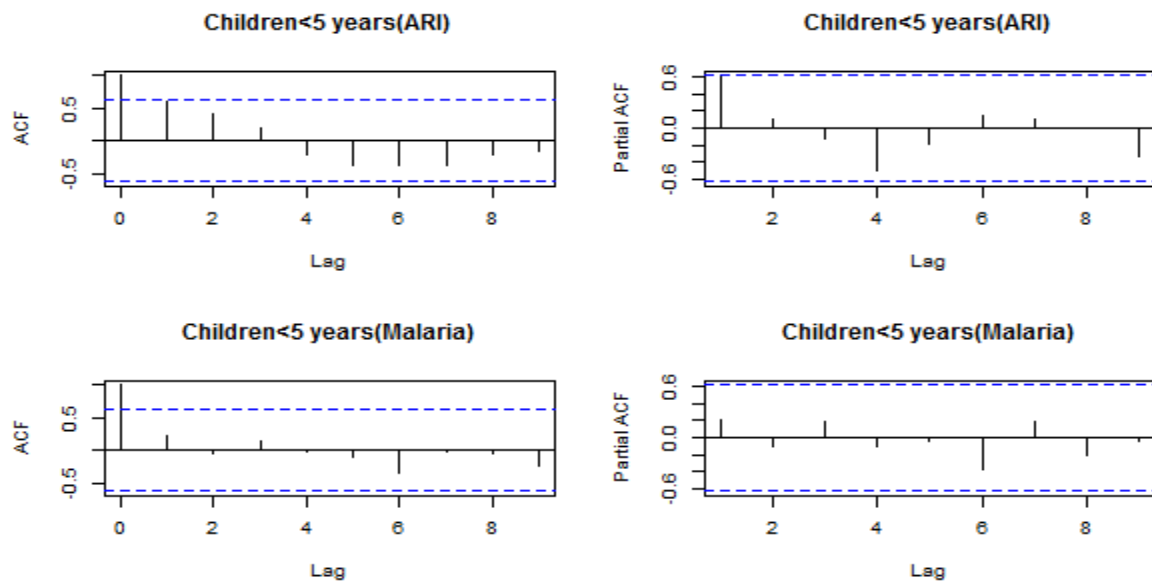 Children<5 years(ARI)
ACF
0.5
-0.5
0 2 4 6 8
Lag
Children<5 years(ARI)
Partial ACF
0.6
0.0
-0.6
2 4 6 8
Lag
Children<5 years(Malaria)
ACF
0.5
-0.5
0 2 4 6 8
Lag
Children<5 years(Malaria)
Partial ACF
0.6
0.0
-0.6
2 4 6 8
Lag